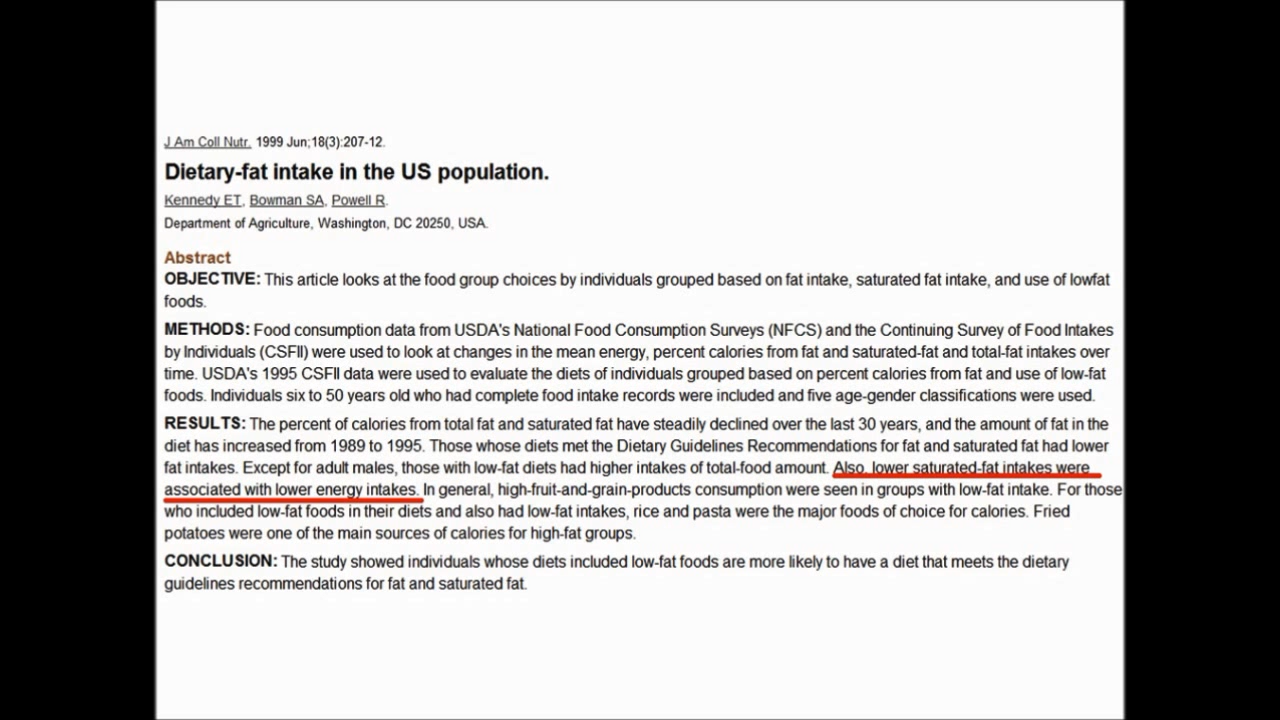 J Am Coll Nutr. 1999 Jun;18(3):207-12.
Dietary-fat intake in the US population.
Kennedy ET, Bowman SA, Powell R.
Department of Agriculture, Washington, DC 20250, USA.
Abstract
OBJECTIVE: This article looks at the food group choices by individuals grouped based on fat intake, saturated fat intake, and use of lowfat
foods.
METHODS: Food consumption data from USDA's National Food Consumption Surveys (NFCS) and the Continuing Survey of Food Intakes
by Individuals (CSFII) were used to look at changes in the mean energy, percent calories from fat and saturated-fat and total-fat intakes over
time. USDA's 1995 CSFII data were used to evaluate the diets of individuals grouped based on percent calories from fat and use of low-fat
foods. Individuals six to 50 years old who had complete food intake records were included and five age-gender classifications were used.
RESULTS: The percent of calories from total fat and saturated fat have steadily declined over the last 30 years, and the amount of fat in the
diet has increased from 1989 to 1995. Those whose diets met the Dietary Guidelines Recommendations for fat and saturated fat had lower
fat intakes. Except for adult males, those with low-fat diets had higher intakes of total-food amount. Also, lower saturated-fat intakes were
associated with lower energy intakes. In general, high-fruit-and-grain-products consumption were seen in groups with low-fat intake. For those
who included low-fat foods in their diets and also had low-fat intakes, rice and pasta were the major foods of choice for calories. Fried
potatoes were one of the main sources of calories for high-fat groups.
CONCLUSION: The study showed individuals whose diets included low-fat foods are more likely to have a diet that meets the dietary
guidelines recommendations for fat and saturated fat.